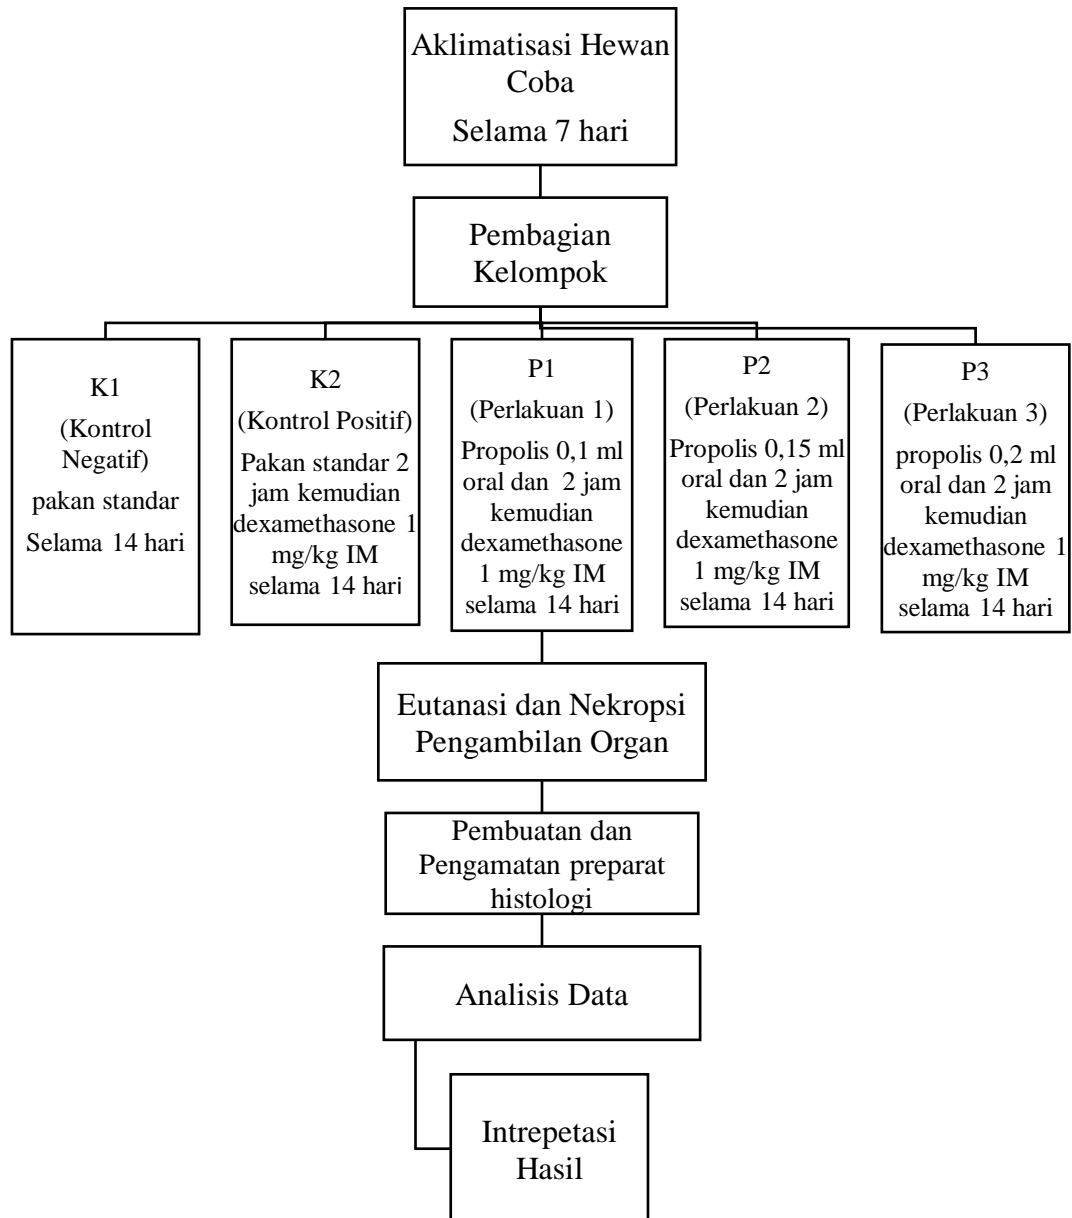 Aklimatisasi Hewan
Coba
Selama 7 hari
Pembagian
Kelompok
K1
(Kontrol
Negatif)
pakan standar
Selama 14 hari
K2
(Kontrol Positif)
Pakan standar 2
jam kemudian
dexamethasone 1
mg/kg IM
selama 14 hari
P1
(Perlakuan 1)
Propolis 0,1 ml
oral dan 2 jam
kemudian
dexamethasone
1 mg/kg IM
selama 14 hari
P2
(Perlakuan 2)
Propolis 0,15 ml
oral dan 2 jam
kemudian
dexamethasone
1 mg/kg IM
selama 14 hari
P3
(Perlakuan 3)
propolis 0,2 ml
oral dan 2 jam
kemudian
dexamethasone 1
mg/kg IM
selama 14 hari
Eutanasi dan Nekropsi
Pengambilan Organ
Pembuatan dan
Pengamatan preparat
histologi
Analisis Data
Intrepetasi
Hasil